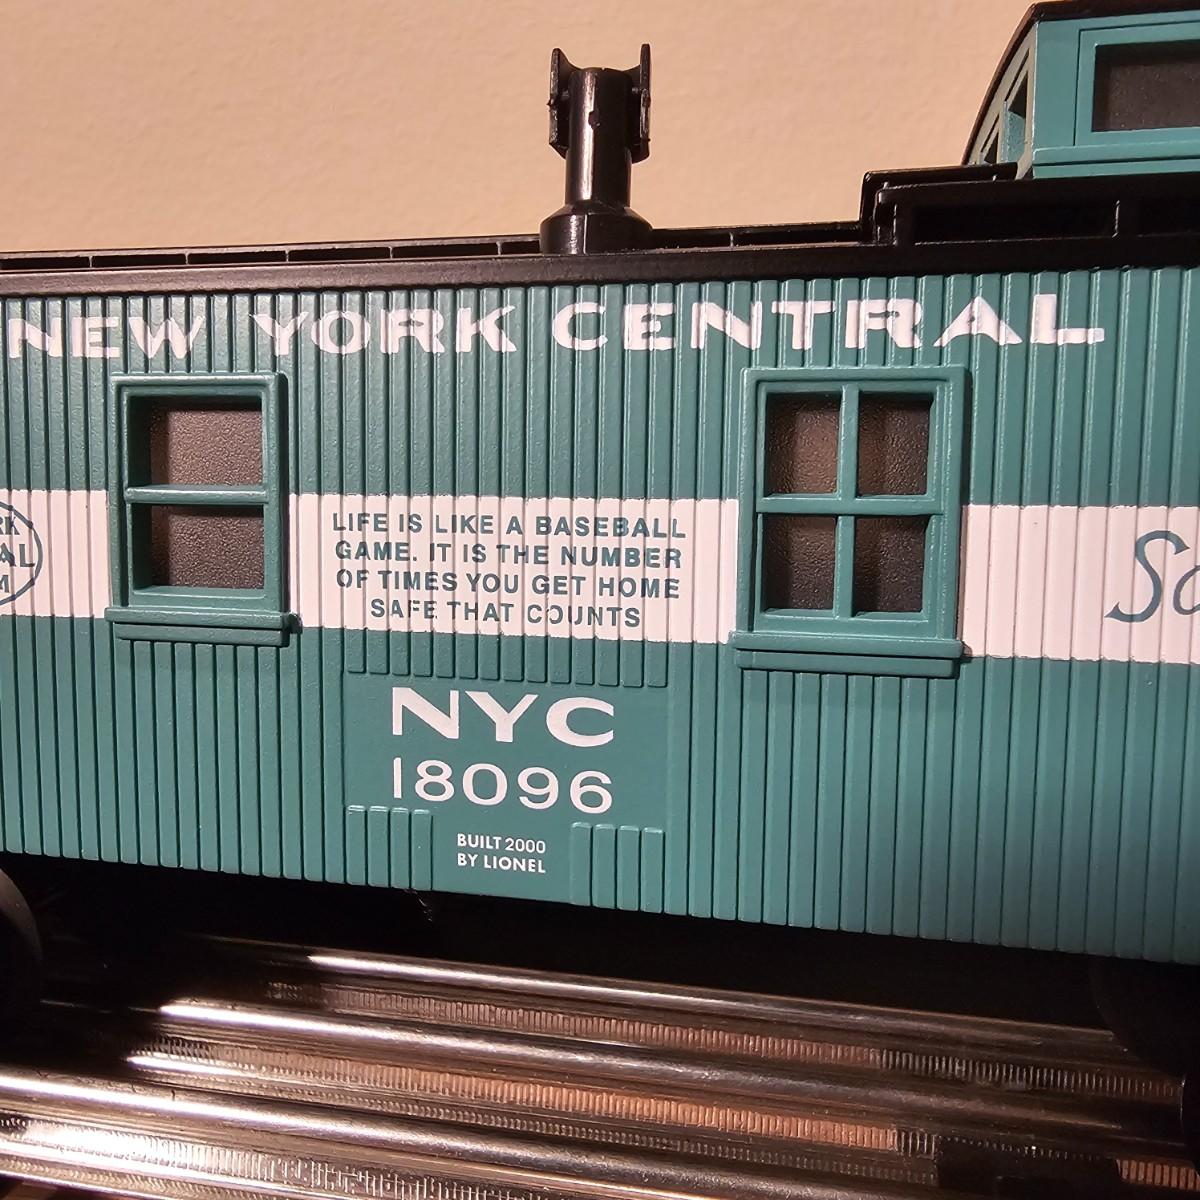 NEW YORK CENTRAL
LIFE IS LIKE A BASEBALL
GAME. IT IS THE NUMBER
OF TIMES YOU GET HOME
SAFE THAT COUNTS
NYC
18096
BUILT 2000
BY LIONEL